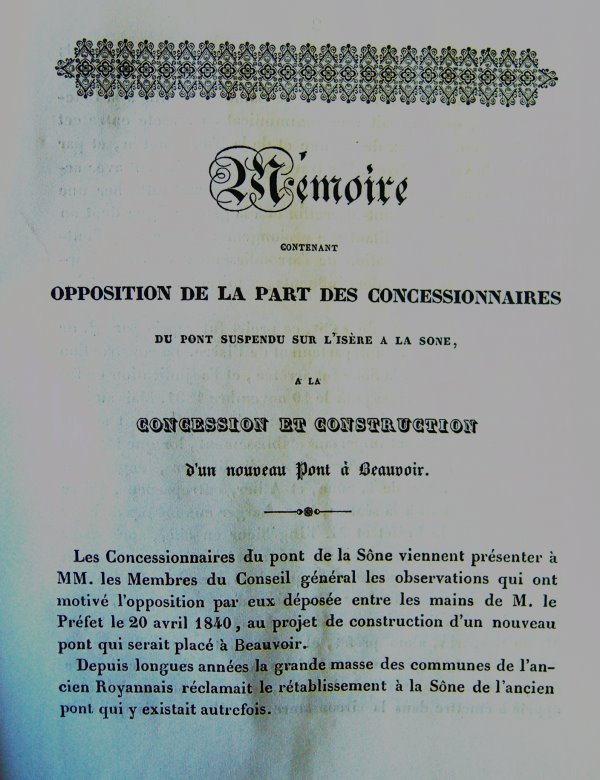 Mémoire
CONTENANT
OPPOSITION DE LA PART DES CONCESSIONNAIRES
DU PONT SUSPENDU SUR L'ISÈRE A LA SONE,
A LA
CONCESSION ET CONSTRUCTION
d'un nouveau Pont à Beauvoir.
Les Concessionnaires du pont de la Sône viennent présenter à
MM. les Membres du Conseil général les observations qui ont
motivé l'opposition par eux déposée entre les mains de M. le
Préfet le 20 avril 1840, au projet de construction d'un nouveau
pont qui serait placé à Beauvoir.
Depuis longues années la grande masse des communes de l'an-
cien Royannais réclamait le rétablissement à la Sône de l'ancien
pont qui y existait autrefois.